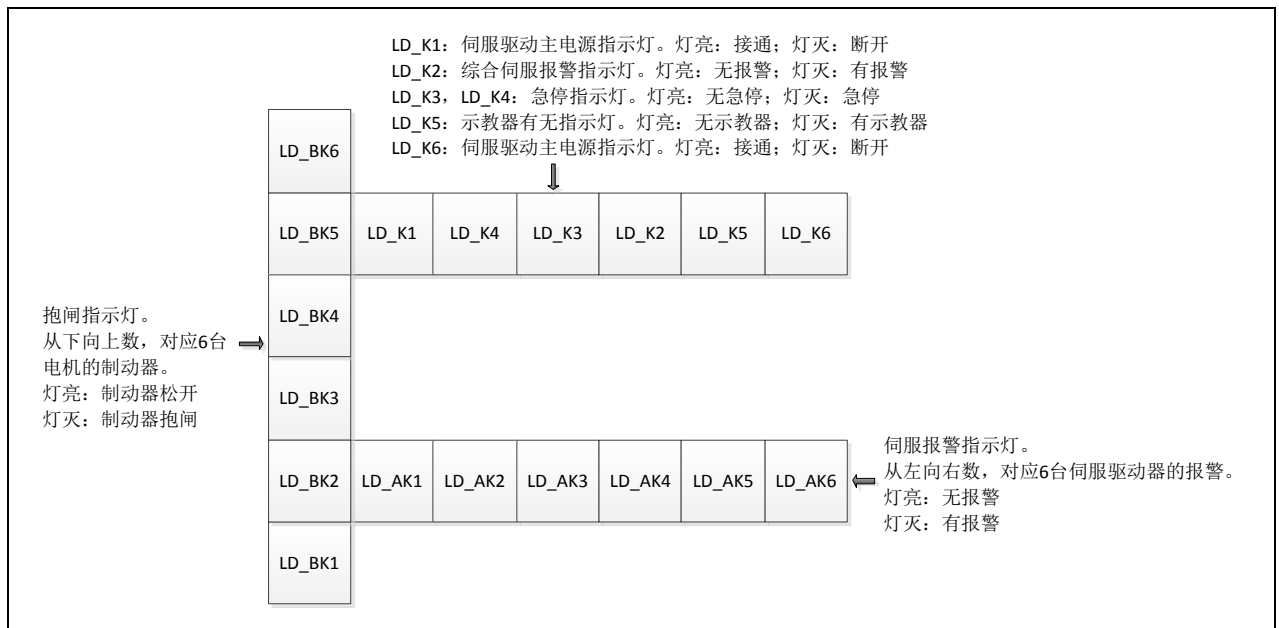 LD_K1：伺服驱动主电源指示灯。灯亮：接通；灯灭：断开
LD_K2：综合伺服报警指示灯。灯亮：无报警；灯灭：有报警
LD_K3，LD_K4：急停指示灯。灯亮：无急停；灯灭：急停
LD_K5：示教器有无指示灯。灯亮：无示教器；灯灭：有示教器
LD_K6：伺服驱动主电源指示灯。灯亮：接通；灯灭：断开
LD_BK6
LD_BK5 LD_K1 LD_K4 LD_K3 LD_K2 LD_K5 LD_K6
抱闸指示灯。
从下向上数，对应6台
电机的制动器。
灯亮：制动器松开
灯灭：制动器抱闸
LD_BK4
LD_BK3
LD_BK2 LD_AK1 LD_AK2 LD_AK3 LD_AK4 LD_AK5 LD_AK6
伺服报警指示灯。
从左向右数，对应6台伺服驱动器的报警。
灯亮：无报警
灯灭：有报警
LD_BK1